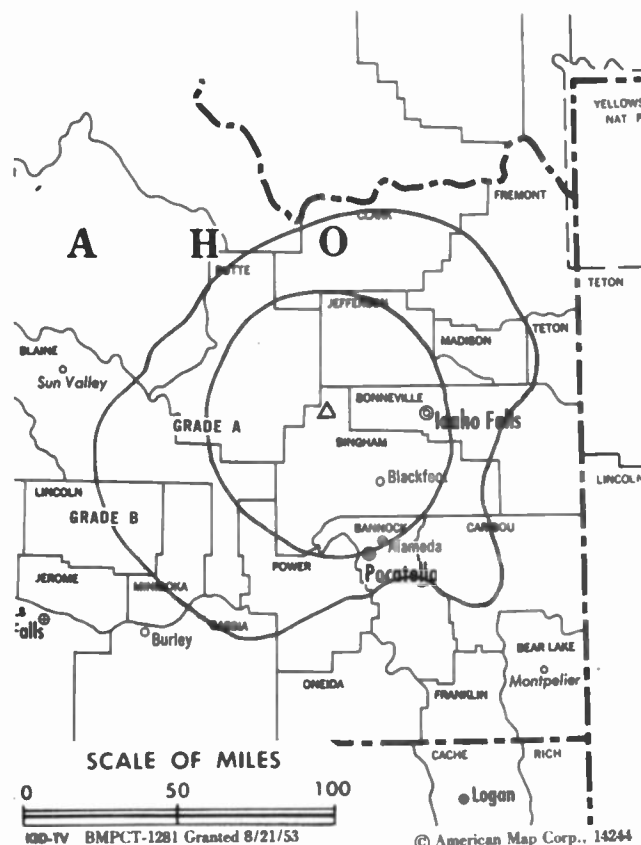 YELLOWS
NAT P
FREMONT
CLARK
A H O
BUTTE
TETON
JEFFERSON
MADISON
TETON
BLAINE
Sun Valley
BONNEVILLE
GRADE A
Idaho Falls
BINGHAM
Blackfoot
LINCOLN
LINCOLN
GRADE B
BANNOCK
CARIBOU
Alameda
POWER
Pocatello
JEROME
MINIDOKA
Falls
CASSIA
Burley
BEAR LAKE
ONEIDA
FRANKLIN
Montpelier
CACHE
RICH
SCALE OF MILES
0 50 100
Logan
KID-TV BMPCT-1281 Granted 8/21/53
© American Map Corp., 14244